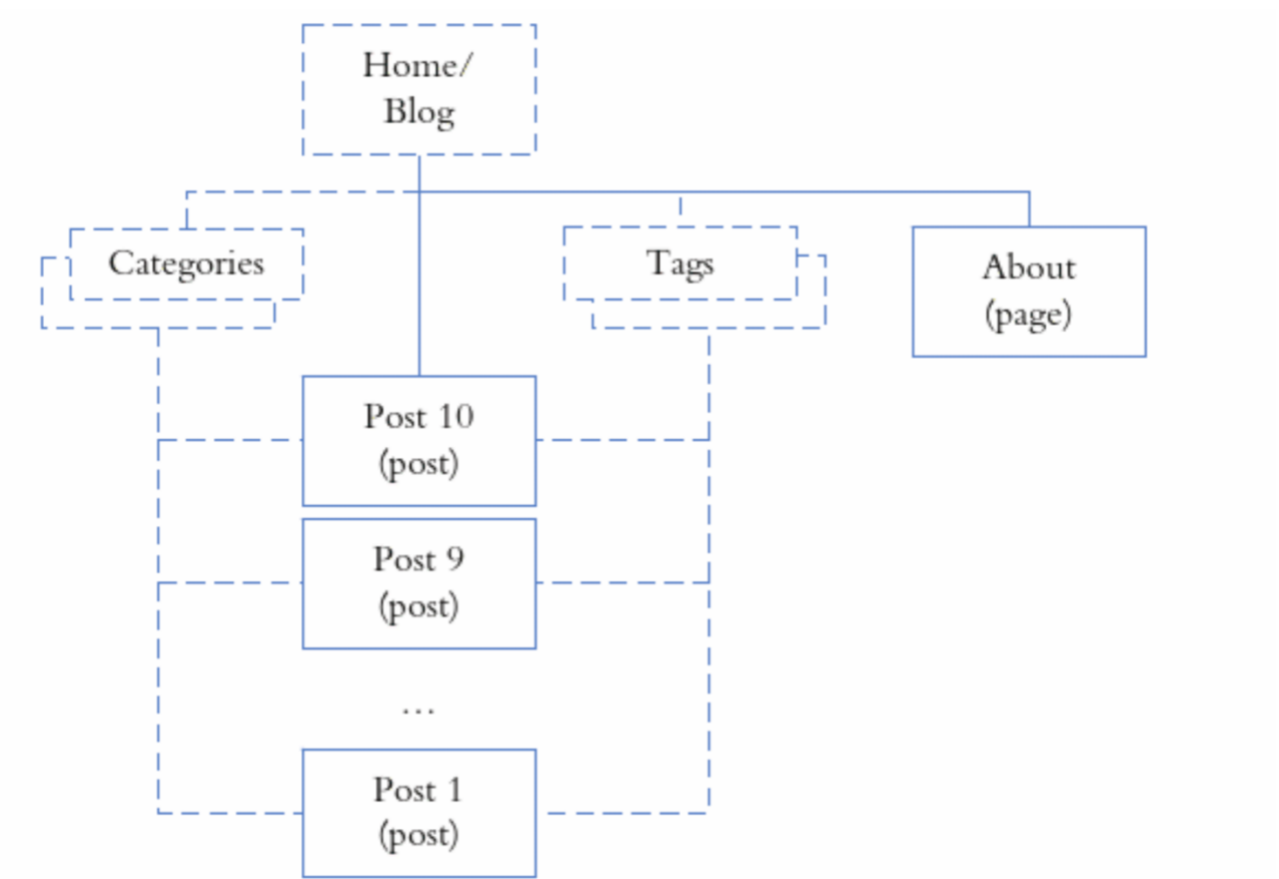 Home/
Blog
Categories
Tags
About
(page)
Post 10
(post)
Post 9
(post)
...
Post 1
(post)